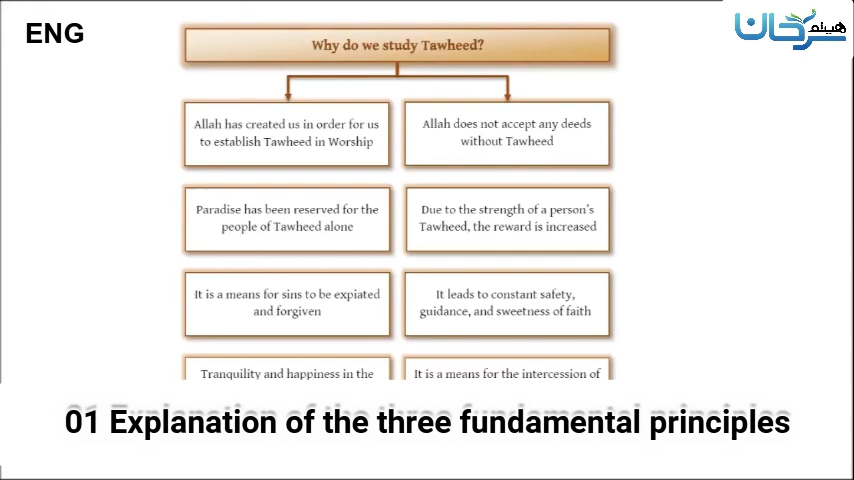 ENG
هيثم
سرحان
Why do we study Tawheed?
Allah has created us in order for us
to establish Tawheed in Worship
Allah does not accept any deeds
without Tawheed
Paradise has been reserved for the
people of Tawheed alone
Due to the strength of a person's
Tawheed, the reward is increased
It is a means for sins to be expiated
and forgiven
It leads to constant safety,
guidance, and sweetness of faith
Tranquility and happiness in the
It is a means for the intercession of
01 Explanation of the three fundamental principles